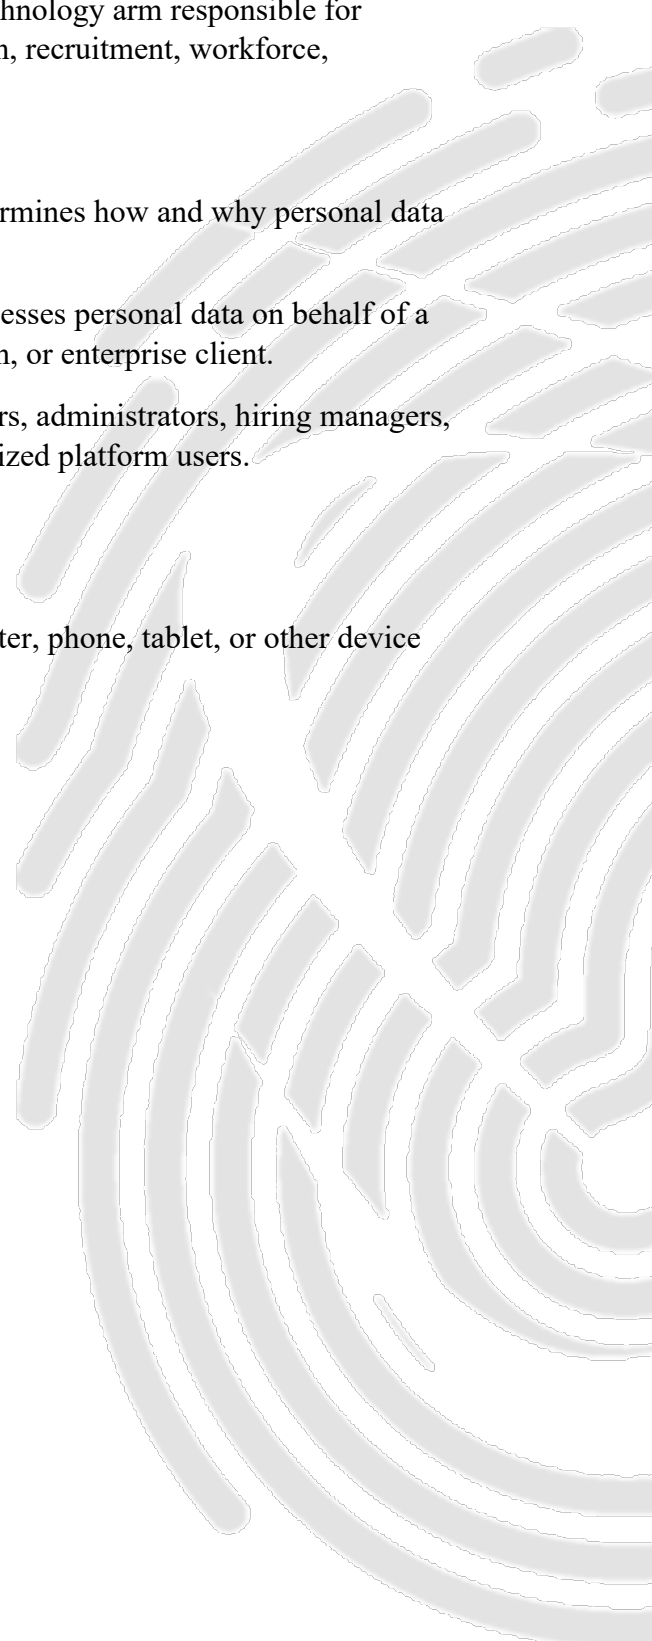 hnology arm responsible for
n, recruitment, workforce,
rmines how and why personal data
esses personal data on behalf of a
n, or enterprise client.
rs, administrators, hiring managers,
ized platform users.
ter, phone, tablet, or other device